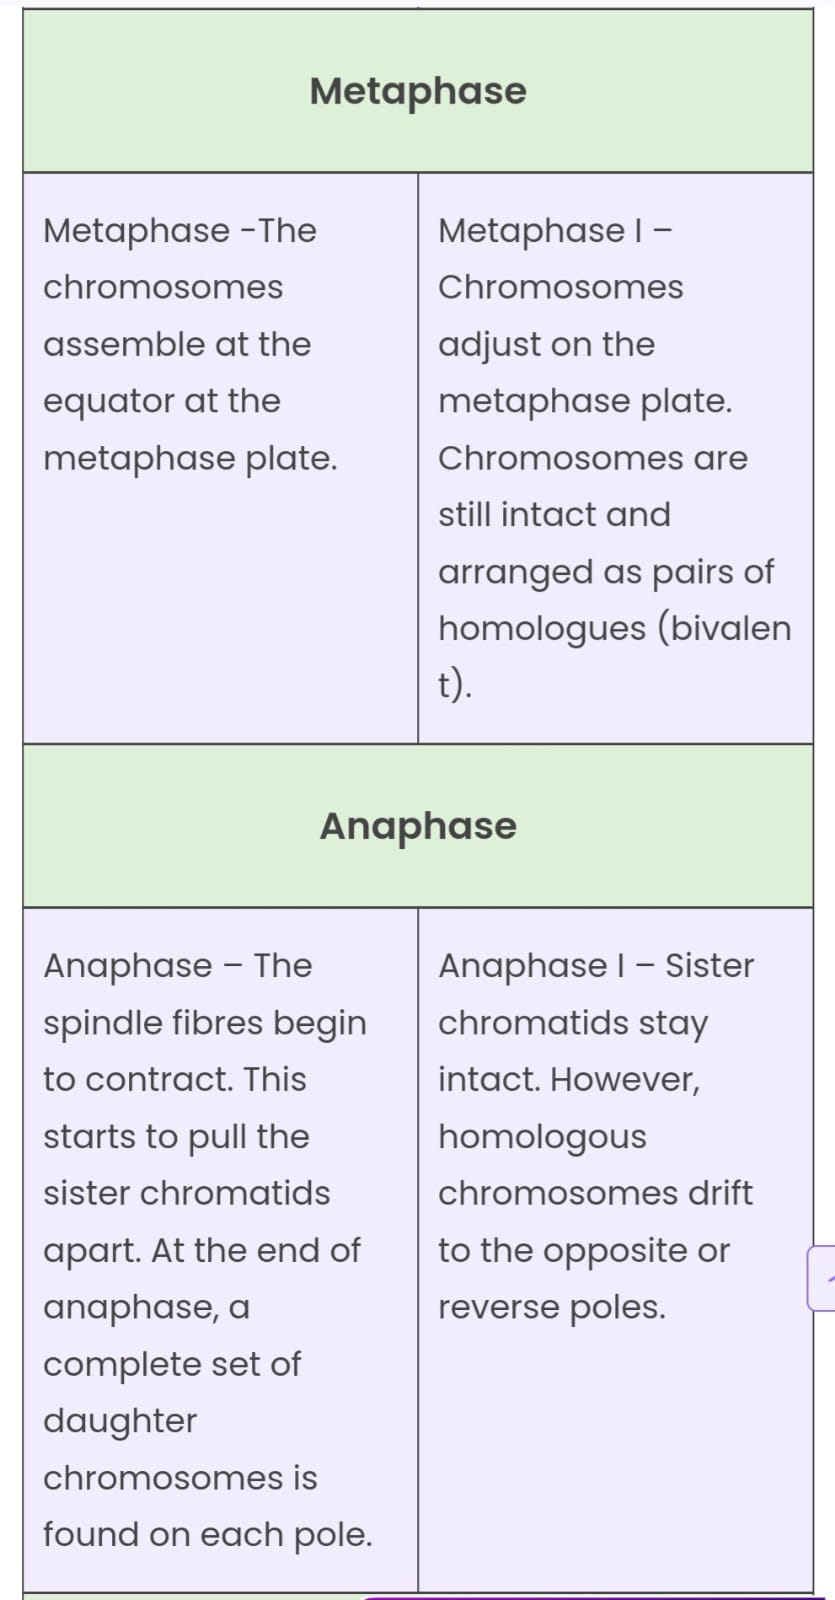 Metaphase
Metaphase -The
chromosomes
assemble at the
equator at the
metaphase plate.
Metaphase I –
Chromosomes
adjust on the
metaphase plate.
Chromosomes are
still intact and
arranged as pairs of
homologues (bivalen
t).
Anaphase
Anaphase – The
spindle fibres begin
to contract. This
starts to pull the
sister chromatids
apart. At the end of
anaphase, a
complete set of
daughter
chromosomes is
found on each pole.
Anaphase I – Sister
chromatids stay
intact. However,
homologous
chromosomes drift
to the opposite or
reverse poles.